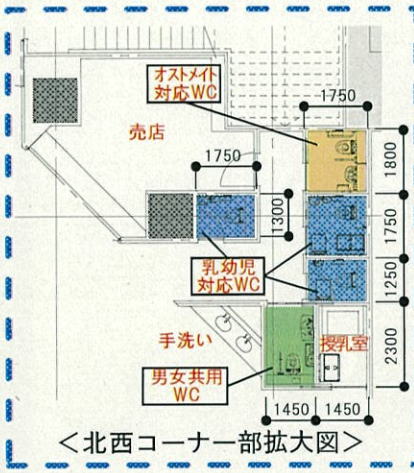 オストメイト
対応WC
1750
売店
1750
1800
1300
1750
乳幼児
対応WC
1250
手洗い
授乳室
2300
男女共用
WC
1450
1450
＜北西コーナー部拡大図＞